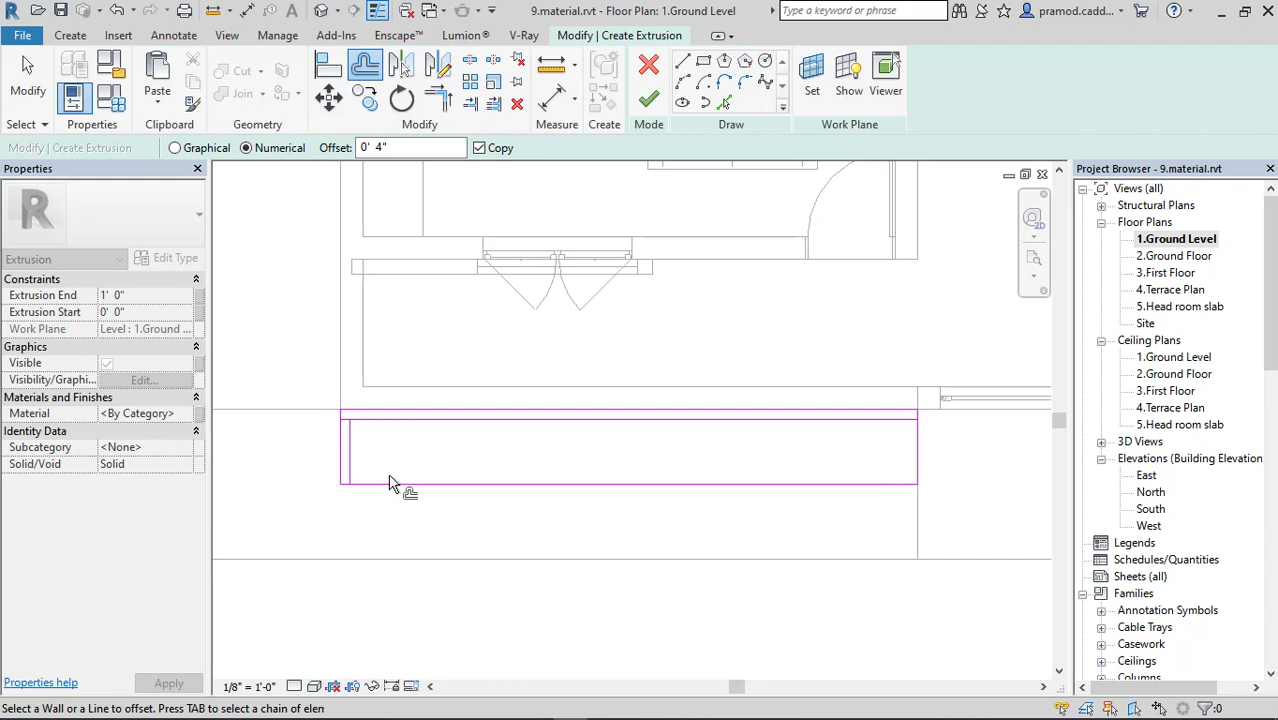 9.material.rvt - Floor Plan: 1.Ground Level
Type a keyword or phrase
pramod.cadd...
File
Create
Insert
Annotate
View
Manage
Add-Ins
Enscape™
Lumion®
V-Ray
Modify | Create Extrusion
Modify
Paste
Cut
Join
Set
Show
Viewer
Select
Properties
Clipboard
Geometry
Modify
Measure
Create
Mode
Draw
Work Plane
Modify | Create Extrusion
Graphical
Numerical
Offset:
0' 4"
Copy
Properties
Extrusion
Edit Type
Constraints
Extrusion End
1' 0"
Extrusion Start
0' 0"
Work Plane
Level : 1.Ground ...
Graphics
Visible
Visibility/Graphi...
Edit...
Materials and Finishes
Material
<By Category>
Identity Data
Subcategory
<None>
Solid/Void
Solid
Properties help
Apply
Project Browser - 9.material.rvt
Views (all)
Structural Plans
Floor Plans
1.Ground Level
2.Ground Floor
3.First Floor
4.Terrace Plan
5.Head room slab
Site
Ceiling Plans
1.Ground Level
2.Ground Floor
3.First Floor
4.Terrace Plan
5.Head room slab
3D Views
Elevations (Building Elevation
East
North
South
West
Legends
Schedules/Quantities
Sheets (all)
Families
Annotation Symbols
Cable Trays
Casework
Ceilings
Columns
2D
1/8" = 1'-0"
Select a Wall or a Line to offset. Press TAB to select a chain of elen
:0